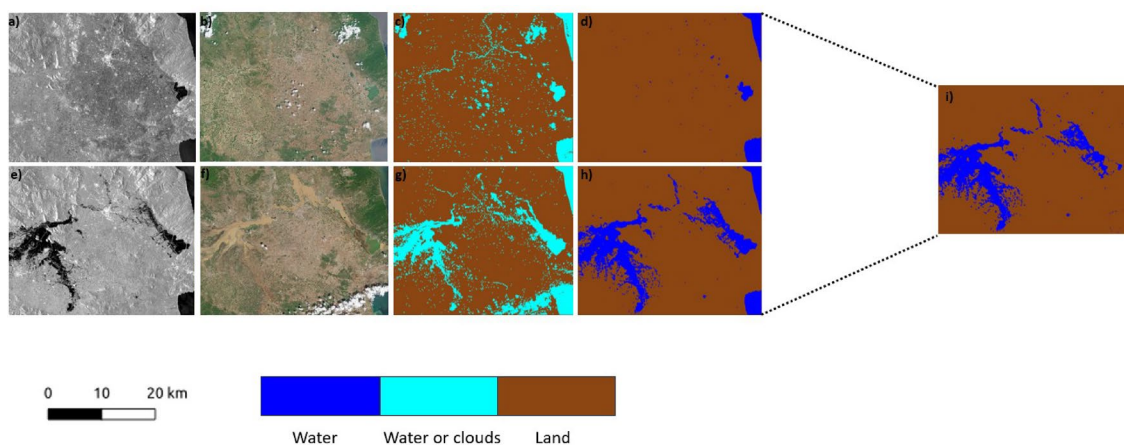 a)
b)
c)
d)
i)
e)
f)
g)
h)
0 10 20 km
Water Water or clouds Land